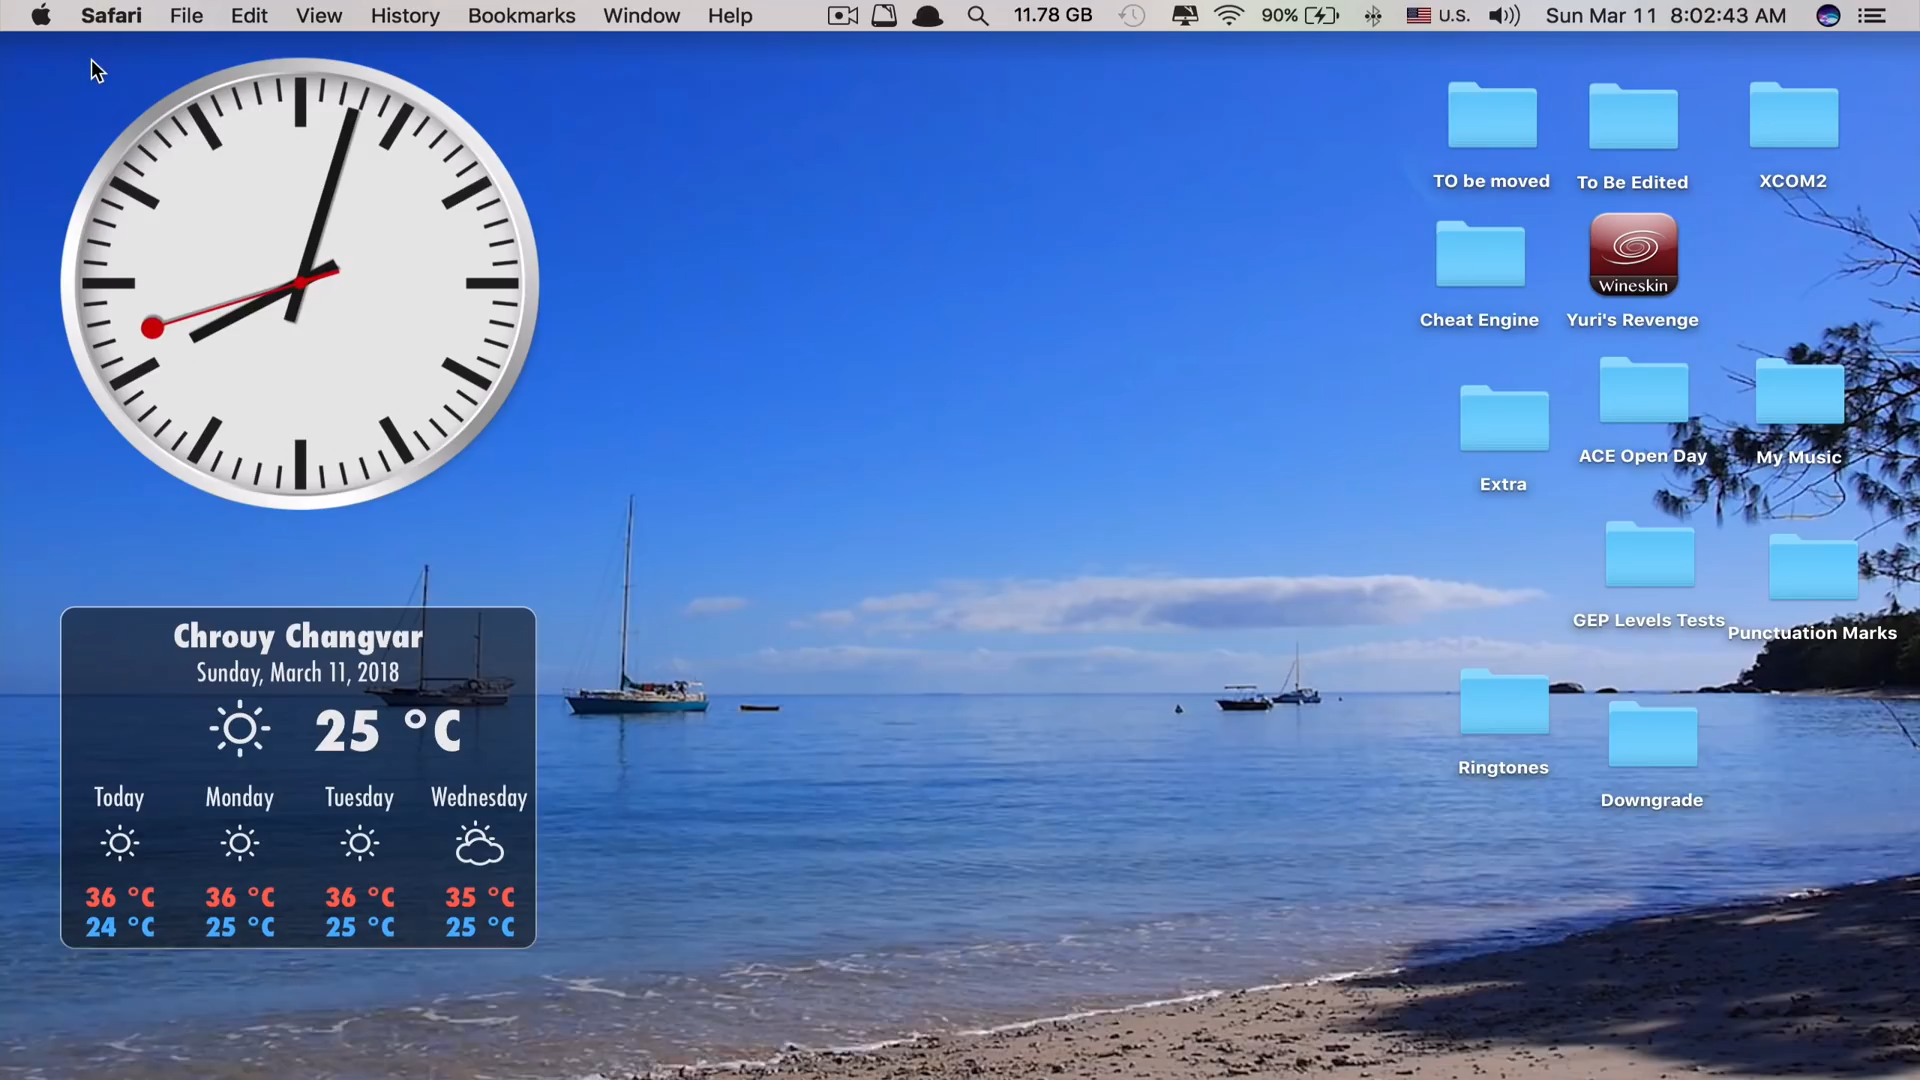 Safari File Edit View History Bookmarks Window Help 11.78 GB 90% U.S. Sun Mar 11 8:02:43 AM
TO be moved
To Be Edited
XCOM2
Wineskin
Cheat Engine
Yuri's Revenge
Extra
ACE Open Day
My Music
GEP Levels Tests
Punctuation Marks
Ringtones
Downgrade
Chrouy Changvar
Sunday, March 11, 2018
25 °C
Today Monday Tuesday Wednesday
36 °C 36 °C 36 °C 35 °C
24 °C 25 °C 25 °C 25 °C